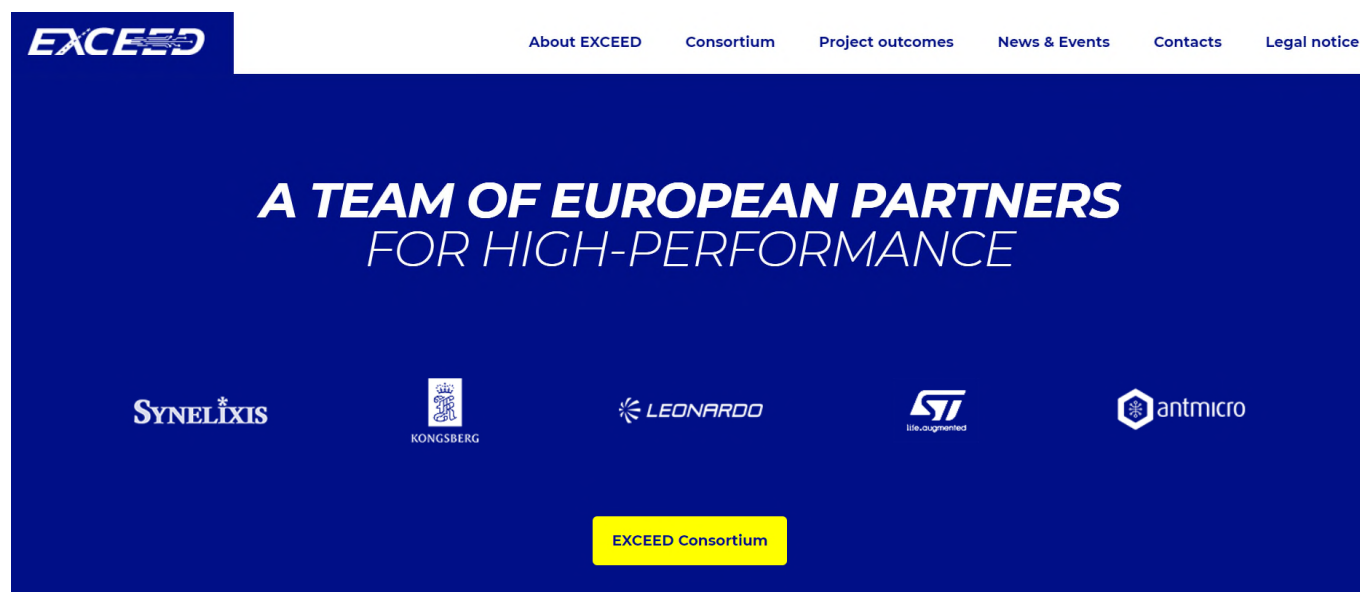 EXCEED
About EXCEED Consortium Project outcomes News & Events Contacts Legal notice
A TEAM OF EUROPEAN PARTNERS
FOR HIGH-PERFORMANCE
SYNELIXIS
KONGSBERG
LEONARDO
ST
life.augmented
antmicro
EXCEED Consortium